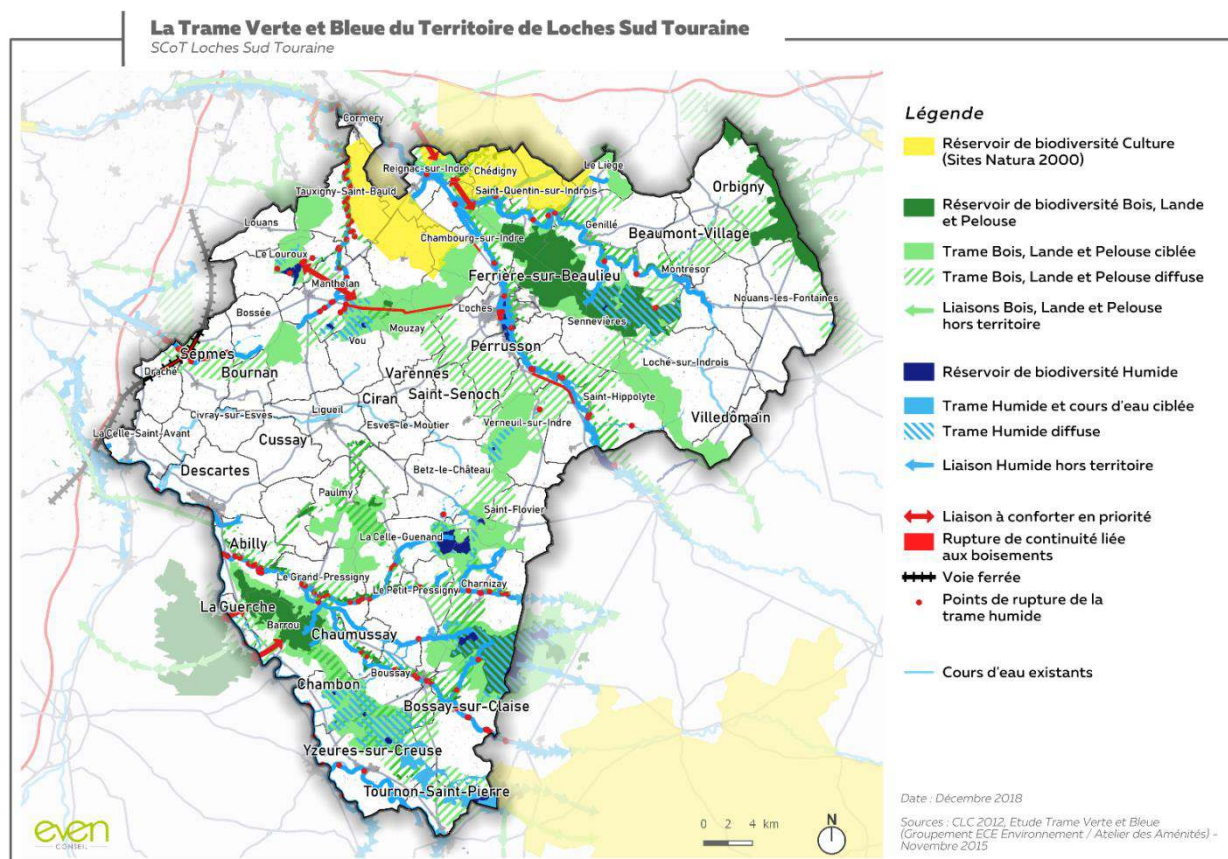 La Trame Verte et Bleue du Territoire de Loches Sud Touraine
SCoT Loches Sud Touraine
Cormery
Reignac-sur-Indre
Chédigny
Le Liège
Tauxigny-Saint-Bauld
Saint-Quentin-sur-Indrois
Orbigny
Louans
Genillé
Beaumont-Village
Chambourg-sur-Indre
Le Louroux
Manthelan
Ferrière-sur-Beaulieu
Montrésor
Nouans-les-Fontaines
Bossée
Loches
Sennevières
Vou
Mouzay
Perrusson
Sepmes
Draché
Bournan
Varennes
Loché-sur-Indrois
Ciran
Saint-Senoch
Saint-Hippolyte
Villedômain
Civray-sur-Esves
Ligueil
Esves-le-Moutier
Verneuil-sur-Indre
La Celle-Saint-Avant
Cussay
Descartes
Betz-le-Château
Paulmy
Saint-Flovier
Abilly
La Celle-Guenand
Le Grand-Pressigny
Le Petit-Pressigny
Charnizay
La Guerche
Barrou
Chaumussay
Boussay
Chambon
Bossay-sur-Claise
Yzeures-sur-Creuse
Tournon-Saint-Pierre
0 2 4 km
N
even
CONSEIL
Légende
Réservoir de biodiversité Culture
(Sites Natura 2000)
Réservoir de biodiversité Bois, Lande
et Pelouse
Trame Bois, Lande et Pelouse ciblée
Trame Bois, Lande et Pelouse diffuse
Liaisons Bois, Lande et Pelouse
hors territoire
Réservoir de biodiversité Humide
Trame Humide et cours d'eau ciblée
Trame Humide diffuse
Liaison Humide hors territoire
Liaison à conforter en priorité
Rupture de continuité liée
aux boisements
Voie ferrée
Points de rupture de la
trame humide
Cours d'eau existants
Date : Décembre 2018
Sources : CLC 2012, Etude Trame Verte et Bleue
(Groupement ECE Environnement / Atelier des Aménités) -
Novembre 2015